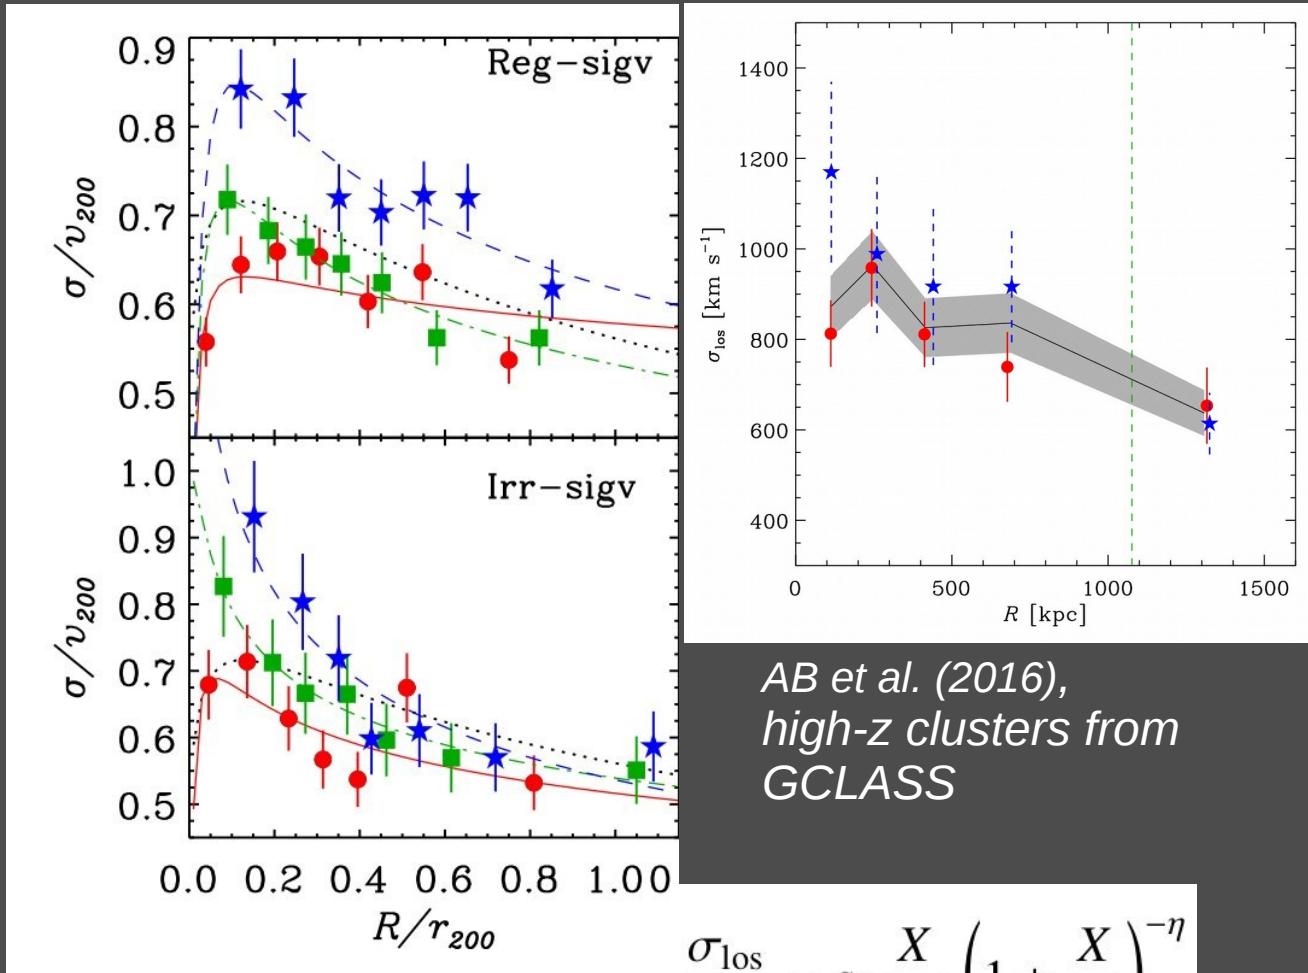 Reg-sigv
0.9
0.8
0.7
0.6
0.5
σ/v200
Irr-sigv
1.0
0.9
0.8
0.7
0.6
0.5
σ/v200
0.0 0.2 0.4 0.6 0.8 1.00
R/r200
1400
1200
1000
800
600
400
σlos [km s−1]
0 500 1000 1500
R [kpc]
AB et al. (2016),
high-z clusters from
GCLASS
σlos X ( X )−η